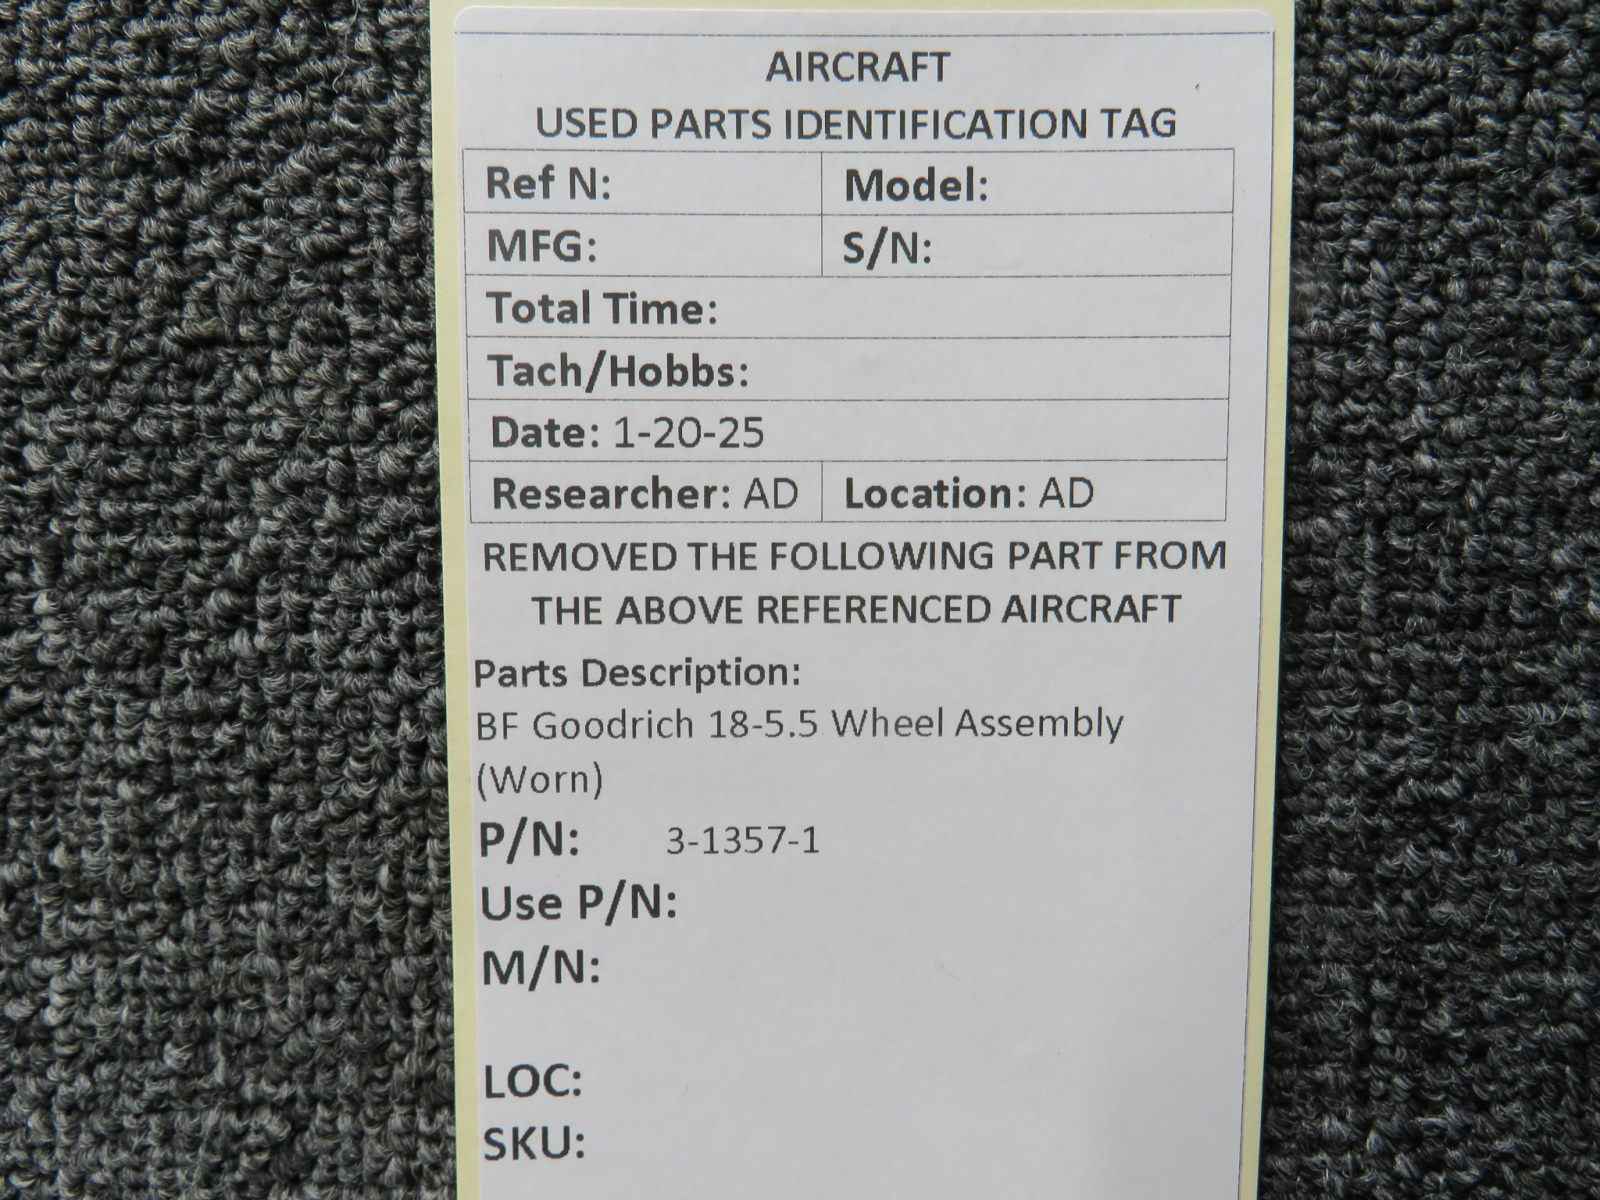 AIRCRAFT
USED PARTS IDENTIFICATION TAG
Ref N: Model:
MFG: S/N:
Total Time:
Tach/Hobbs:
Date: 1-20-25
Researcher: AD Location: AD
REMOVED THE FOLLOWING PART FROM
THE ABOVE REFERENCED AIRCRAFT
Parts Description:
BF Goodrich 18-5.5 Wheel Assembly
(Worn)
P/N: 3-1357-1
Use P/N:
M/N:
LOC:
SKU: